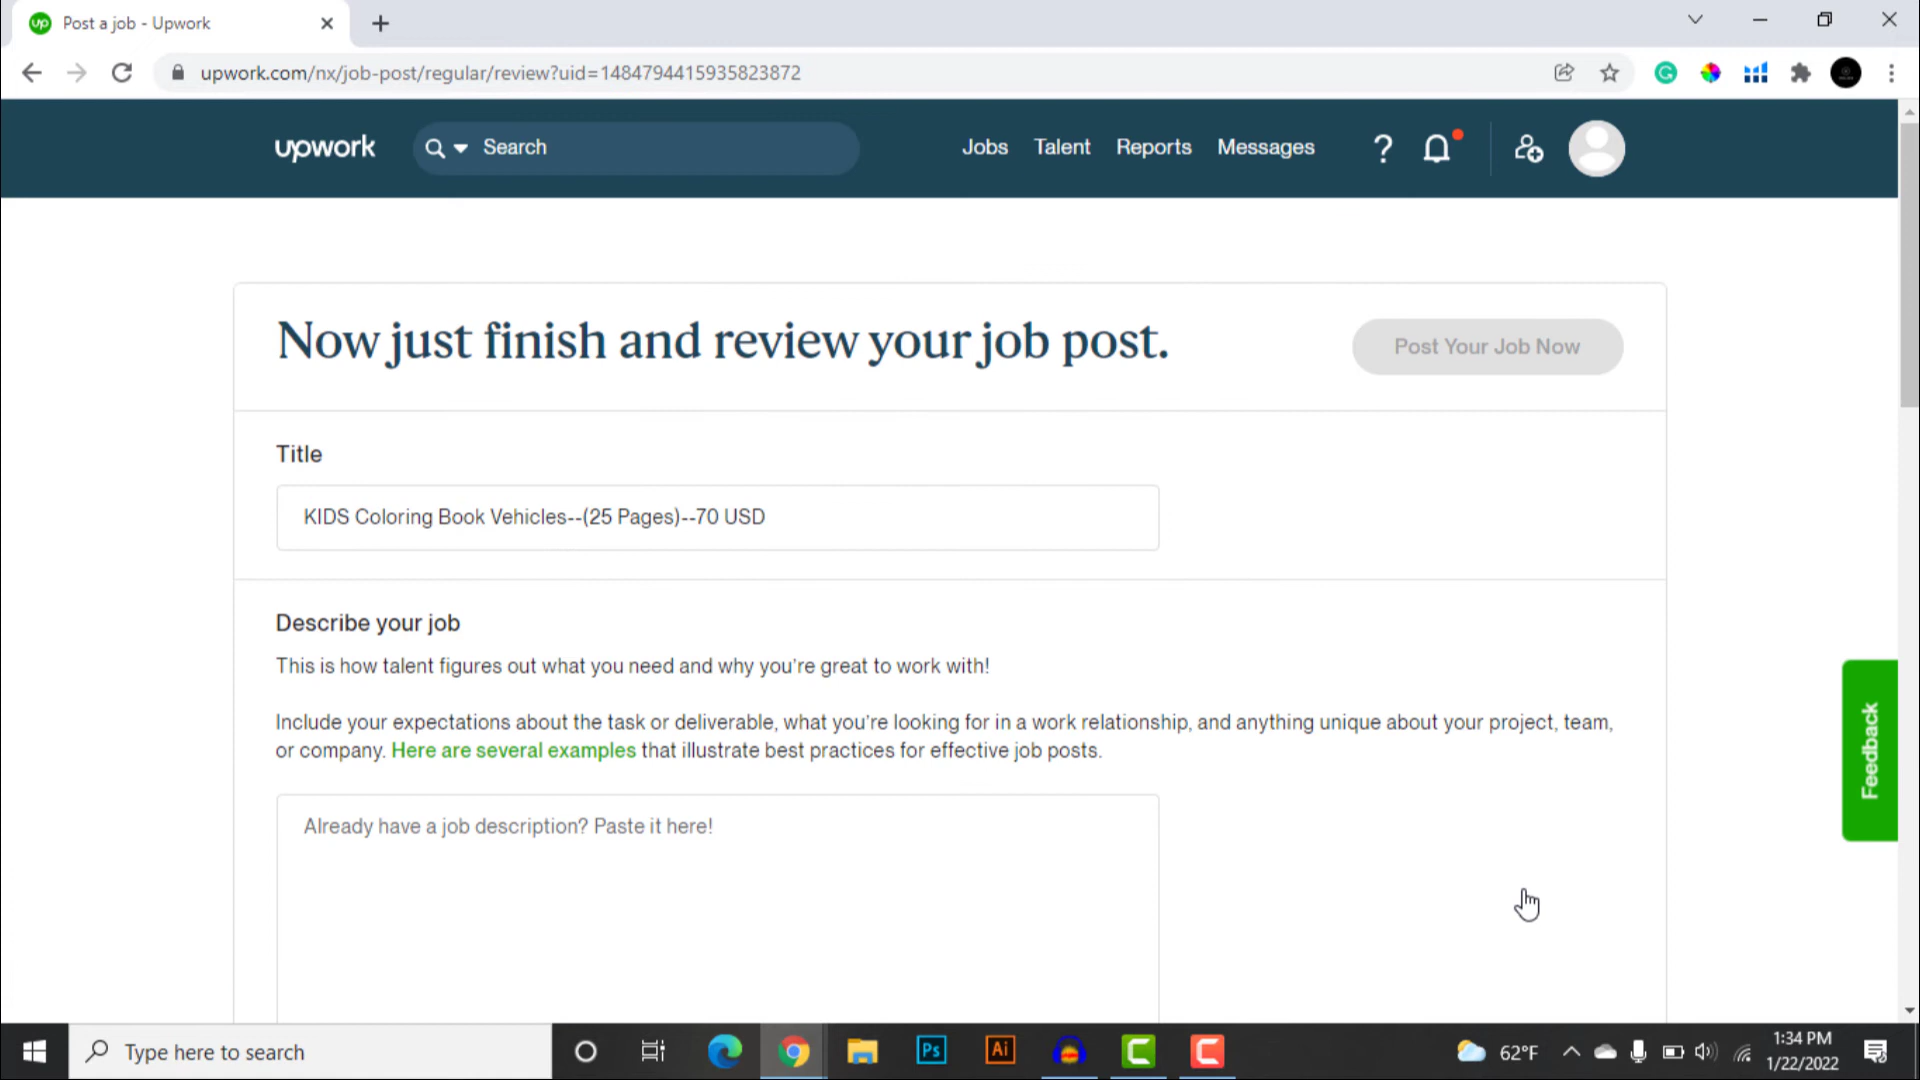 Post a job - Upwork
upwork.com/nx/job-post/regular/review?uid=1484794415935823872
upwork
Search
Jobs
Talent
Reports
Messages
Now just finish and review your job post.
Post Your Job Now
Title
KIDS Coloring Book Vehicles--(25 Pages)--70 USD
Describe your job
This is how talent figures out what you need and why you're great to work with!
Include your expectations about the task or deliverable, what you're looking for in a work relationship, and anything unique about your project, team,
or company. Here are several examples that illustrate best practices for effective job posts.
Feedback
Already have a job description? Paste it here!
Type here to search
Ps
Ai
62°F
1:34 PM
1/22/2022